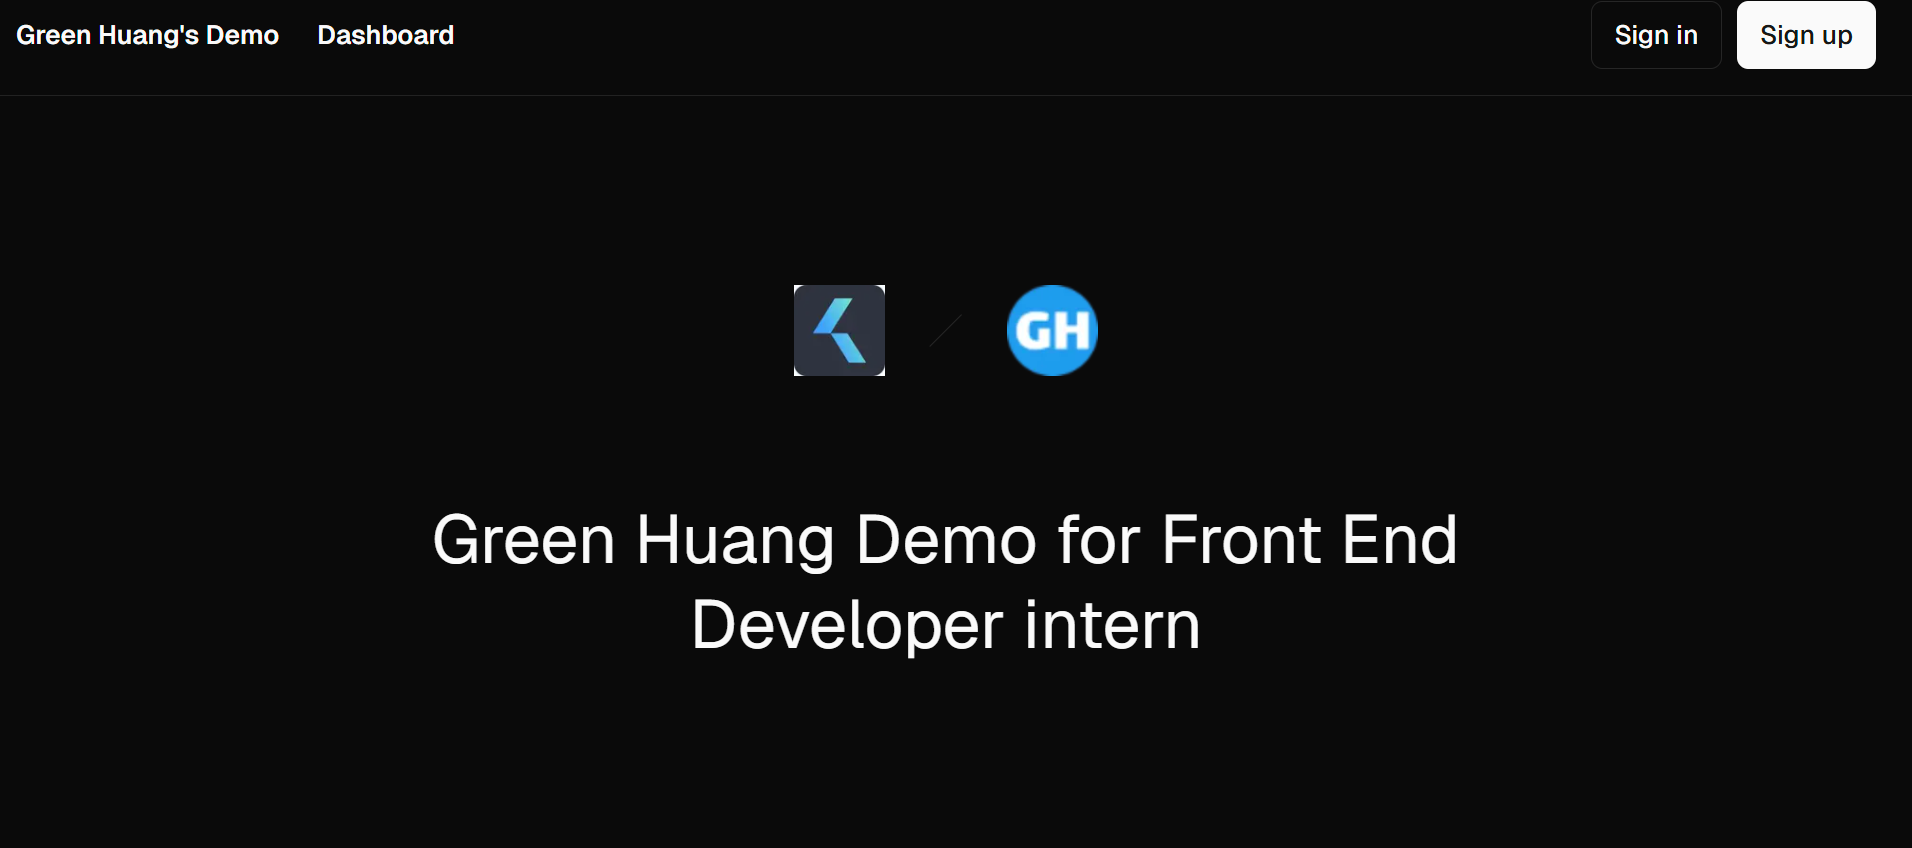 Green Huang's Demo Dashboard Sign in Sign up
GH
Green Huang Demo for Front End
Developer intern